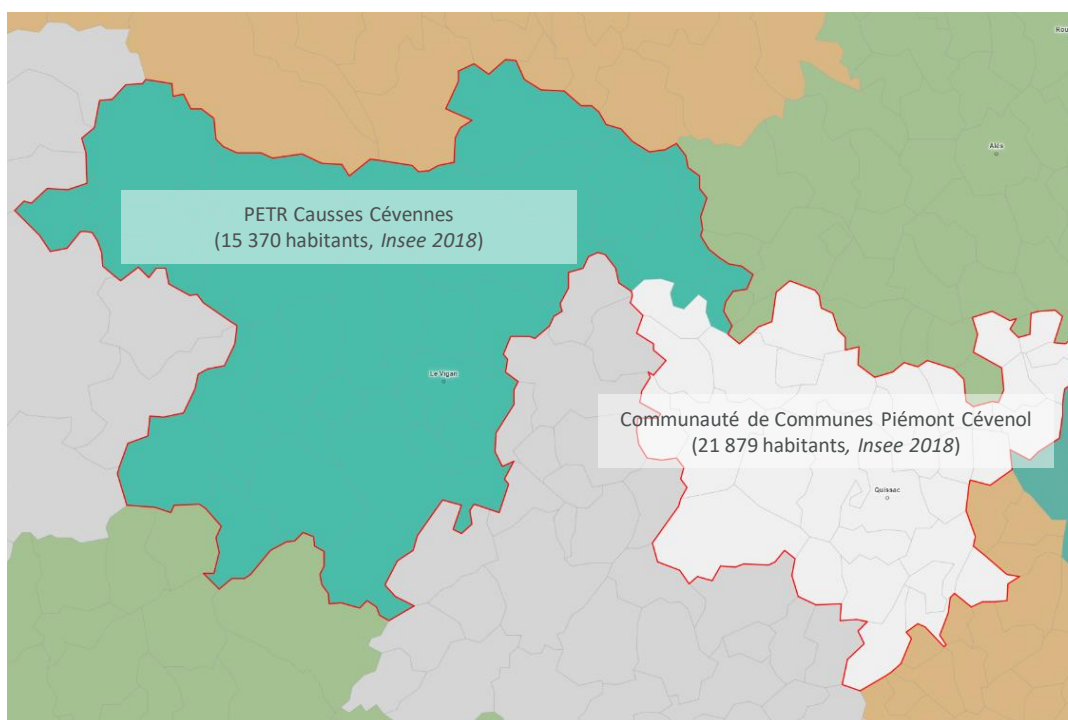 Rou
Alès
PETR Causses Cévennes
(15 370 habitants, Insee 2018)
Le Vigan
Communauté de Communes Piémont Cévenol
(21 879 habitants, Insee 2018)
Quissac